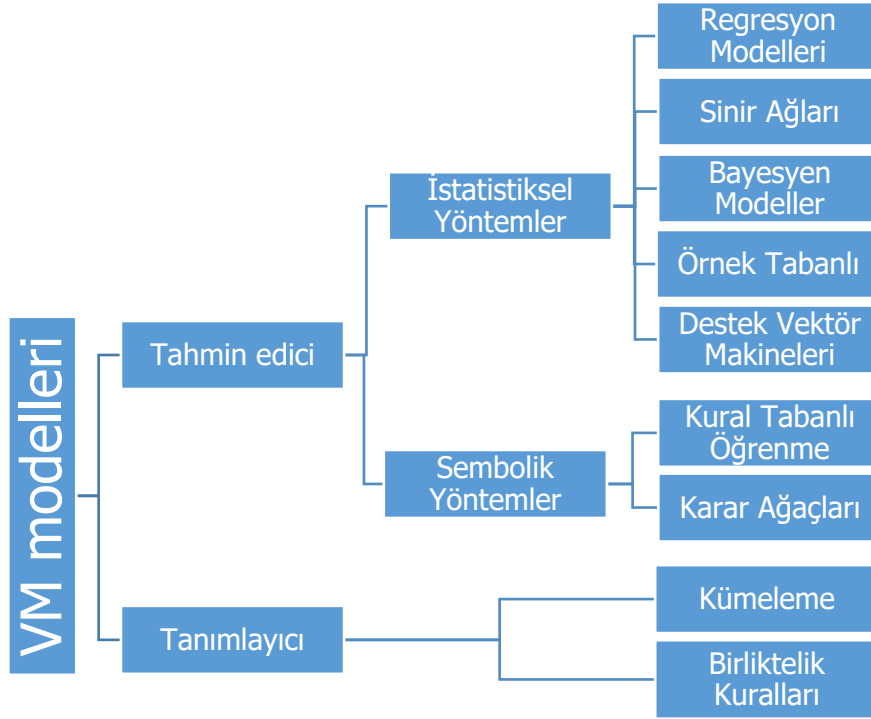 VM modelleri
Tahmin edici
İstatistiksel
Yöntemler
Regresyon
Modelleri
Sinir Ağları
Bayesyen
Modeller
Örnek Tabanlı
Destek Vektör
Makineleri
Sembolik
Yöntemler
Kural Tabanlı
Öğrenme
Karar Ağaçları
Tanımlayıcı
Kümeleme
Birliktelik
Kuralları